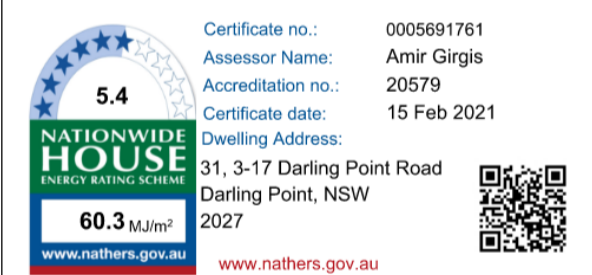 5.4
NATIONWIDE
HOUSE
ENERGY RATING SCHEME
60.3 MJ/m²
www.nathers.gov.au
Certificate no.: 0005691761
Assessor Name: Amir Girgis
Accreditation no.: 20579
Certificate date: 15 Feb 2021
Dwelling Address:
31, 3-17 Darling Point Road
Darling Point, NSW
2027
www.nathers.gov.au